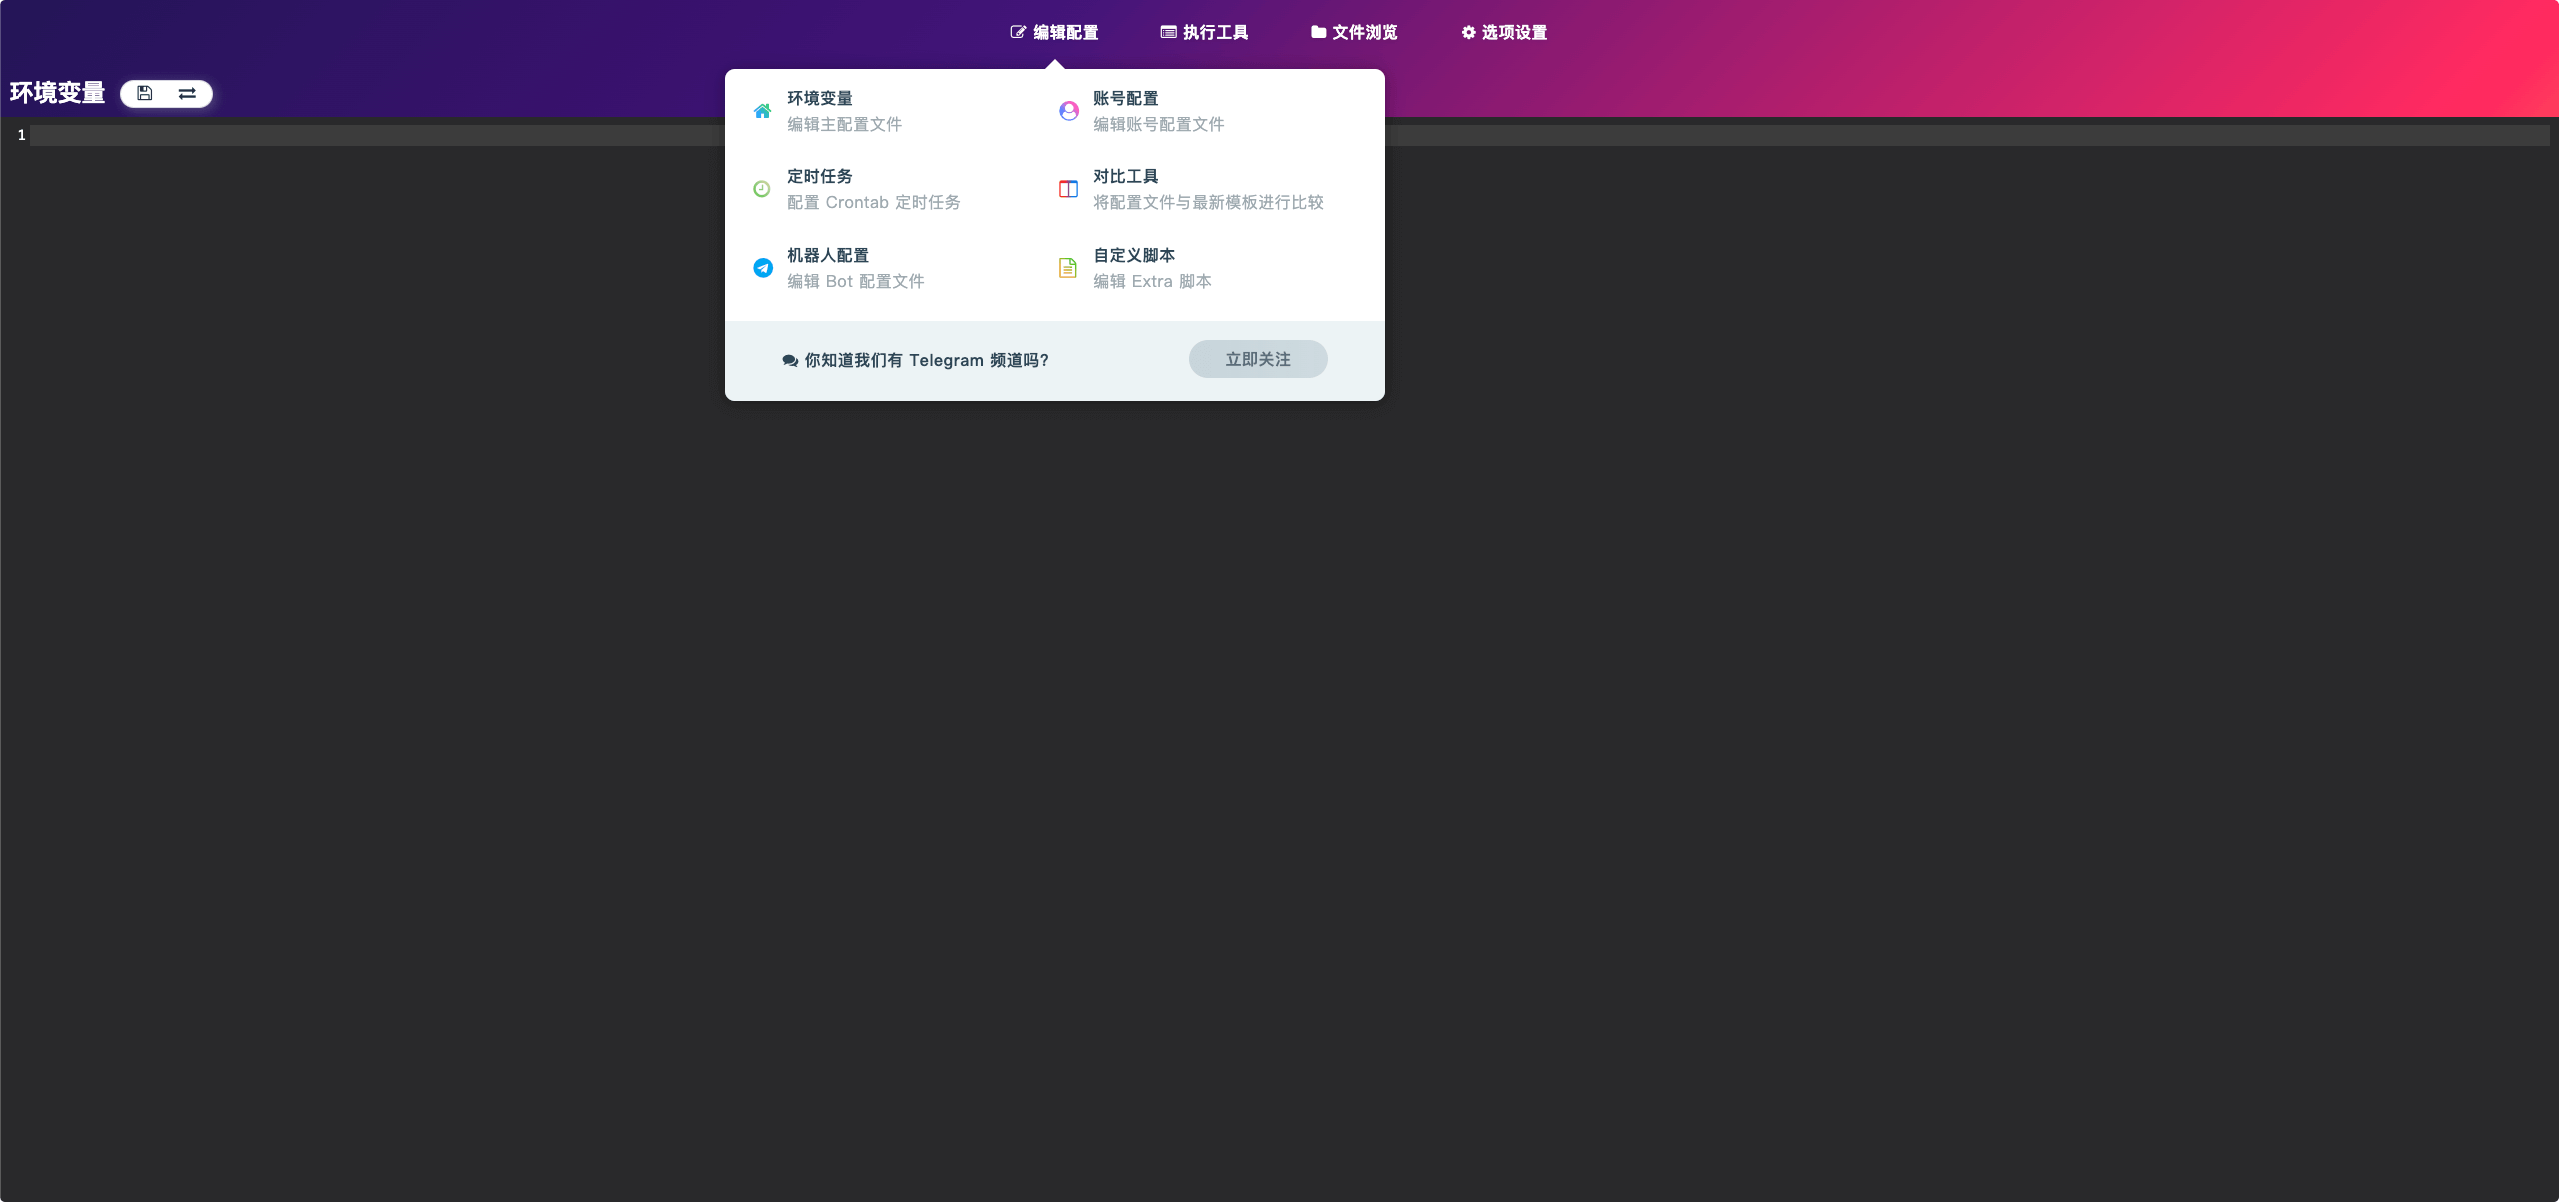 编辑配置
执行工具
文件浏览
选项设置
环境变量
1
环境变量
编辑主配置文件
账号配置
编辑账号配置文件
定时任务
配置 Crontab 定时任务
对比工具
将配置文件与最新模板进行比较
机器人配置
编辑 Bot 配置文件
自定义脚本
编辑 Extra 脚本
你知道我们有 Telegram 频道吗?
立即关注